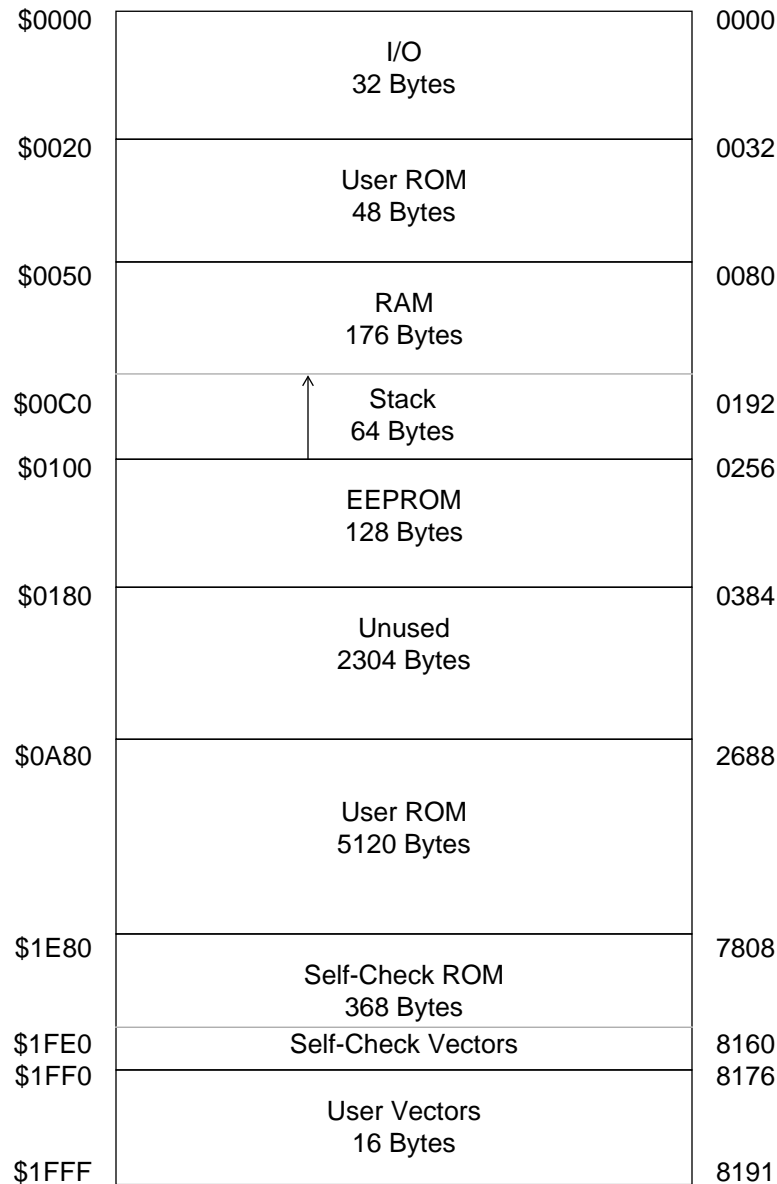 $0000 0000
I/O
32 Bytes
$0020 0032
User ROM
48 Bytes
$0050 0080
RAM
176 Bytes
$00C0 Stack 0192
64 Bytes
$0100 0256
EEPROM
128 Bytes
$0180 0384
Unused
2304 Bytes
$0A80 2688
User ROM
5120 Bytes
$1E80 7808
Self-Check ROM
368 Bytes
$1FE0 Self-Check Vectors 8160
$1FF0 8176
User Vectors
16 Bytes
$1FFF 8191